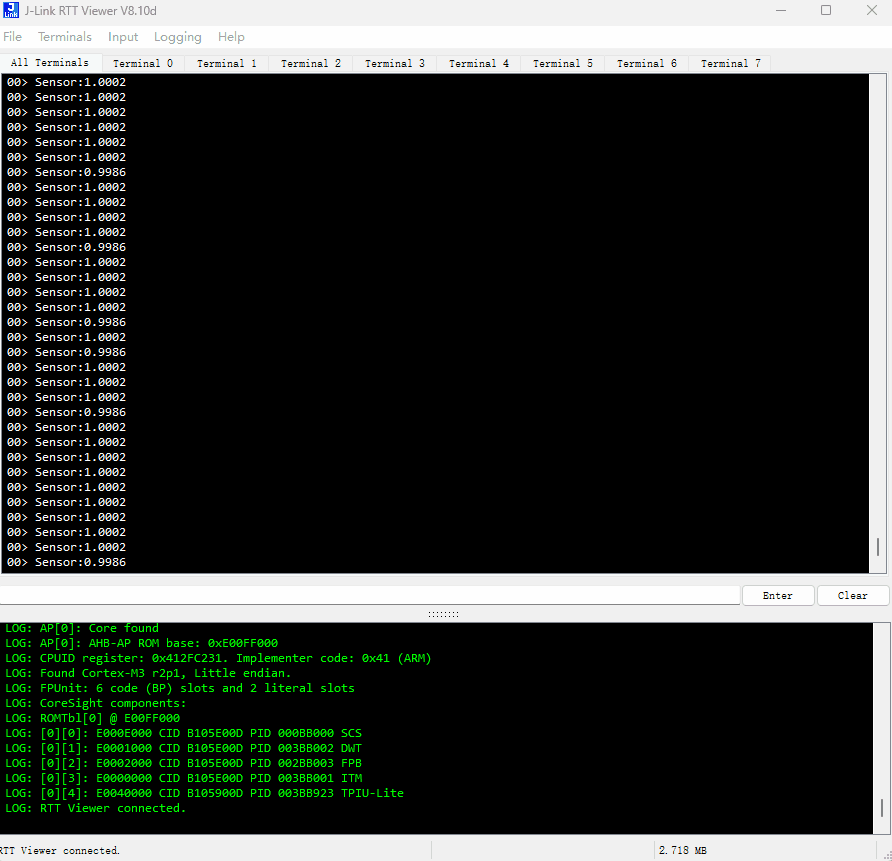 J-Link RTT Viewer V8.10d
File Terminals Input Logging Help
All Terminals Terminal 0 Terminal 1 Terminal 2 Terminal 3 Terminal 4 Terminal 5 Terminal 6 Terminal 7
00> Sensor:1.0002
00> Sensor:1.0002
00> Sensor:1.0002
00> Sensor:1.0002
00> Sensor:1.0002
00> Sensor:1.0002
00> Sensor:0.9986
00> Sensor:1.0002
00> Sensor:1.0002
00> Sensor:1.0002
00> Sensor:1.0002
00> Sensor:0.9986
00> Sensor:1.0002
00> Sensor:1.0002
00> Sensor:1.0002
00> Sensor:1.0002
00> Sensor:0.9986
00> Sensor:1.0002
00> Sensor:0.9986
00> Sensor:1.0002
00> Sensor:1.0002
00> Sensor:1.0002
00> Sensor:0.9986
00> Sensor:1.0002
00> Sensor:1.0002
00> Sensor:1.0002
00> Sensor:1.0002
00> Sensor:1.0002
00> Sensor:1.0002
00> Sensor:1.0002
00> Sensor:1.0002
00> Sensor:1.0002
00> Sensor:0.9986
Enter Clear
LOG: AP[0]: Core found
LOG: AP[0]: AHB-AP ROM base: 0xE00FF000
LOG: CPUID register: 0x412FC231. Implementer code: 0x41 (ARM)
LOG: Found Cortex-M3 r2p1, Little endian.
LOG: FPUnit: 6 code (BP) slots and 2 literal slots
LOG: CoreSight components:
LOG: ROMTbl[0] @ E00FF000
LOG: [0][0]: E000E000 CID B105E00D PID 000BB000 SCS
LOG: [0][1]: E0001000 CID B105E00D PID 003BB002 DWT
LOG: [0][2]: E0002000 CID B105E00D PID 002BB003 FPB
LOG: [0][3]: E0000000 CID B105E00D PID 003BB001 ITM
LOG: [0][4]: E0040000 CID B105900D PID 003BB923 TPIU-Lite
LOG: RTT Viewer connected.
RTT Viewer connected. 2.718 MB